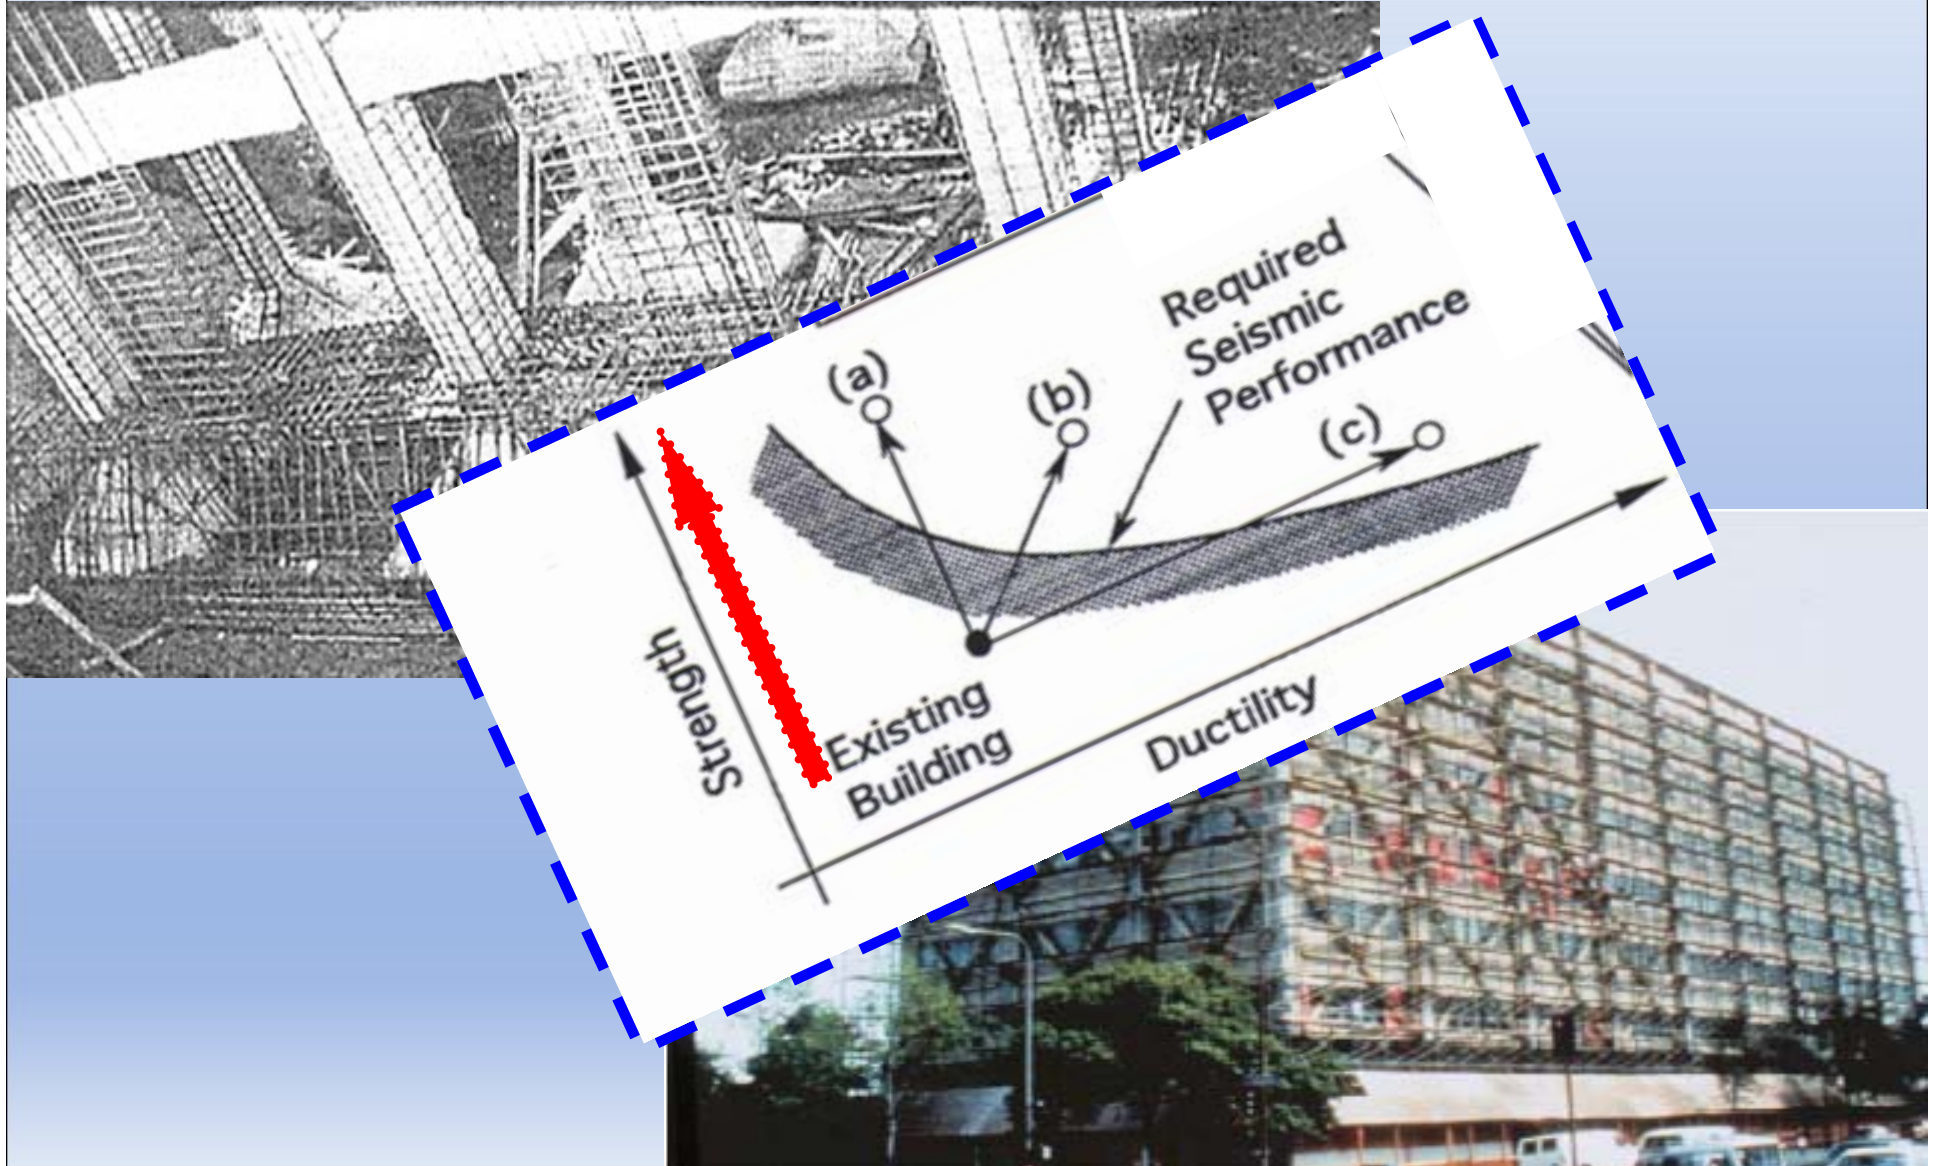 (a)
(b)
Required
Seismic
Performance
(c)
Strength
Existing
Building
Ductility